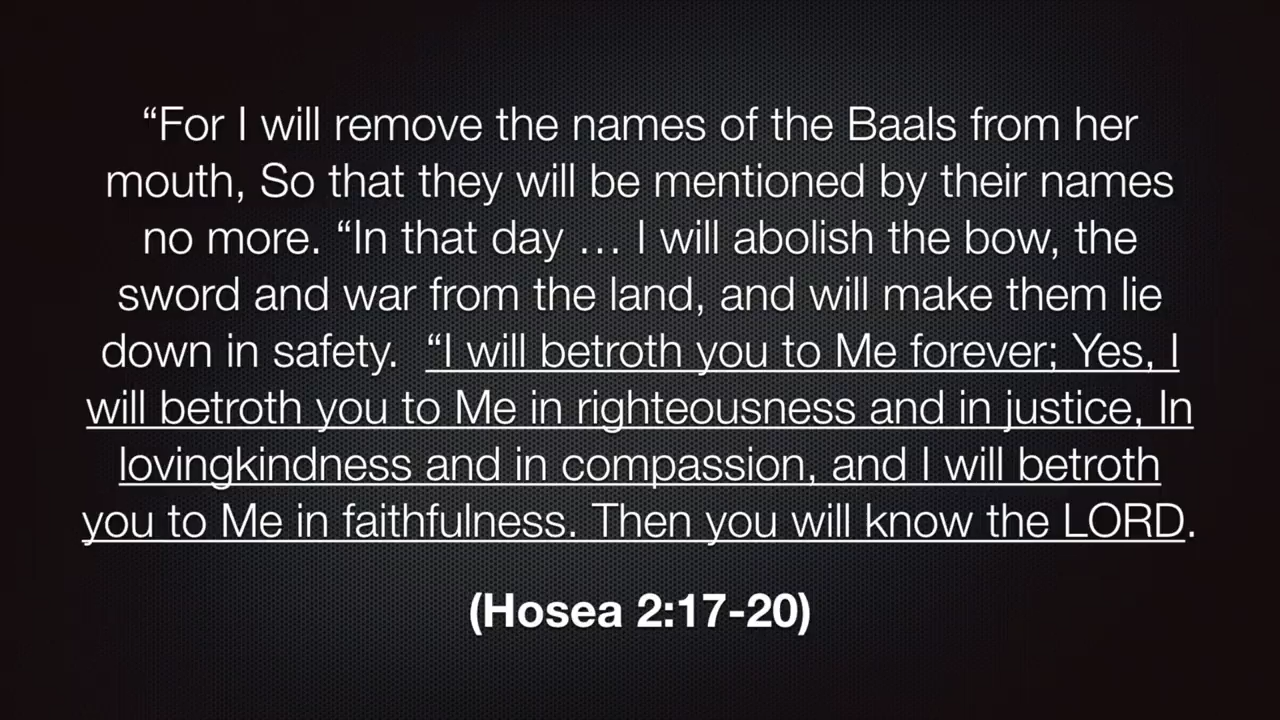 “For I will remove the names of the Baals from her
mouth, So that they will be mentioned by their names
no more. “In that day … I will abolish the bow, the
sword and war from the land, and will make them lie
down in safety.  “I will betroth you to Me forever; Yes, I
will betroth you to Me in righteousness and in justice, In
lovingkindness and in compassion, and I will betroth
you to Me in faithfulness. Then you will know the LORD.
(Hosea 2:17-20)